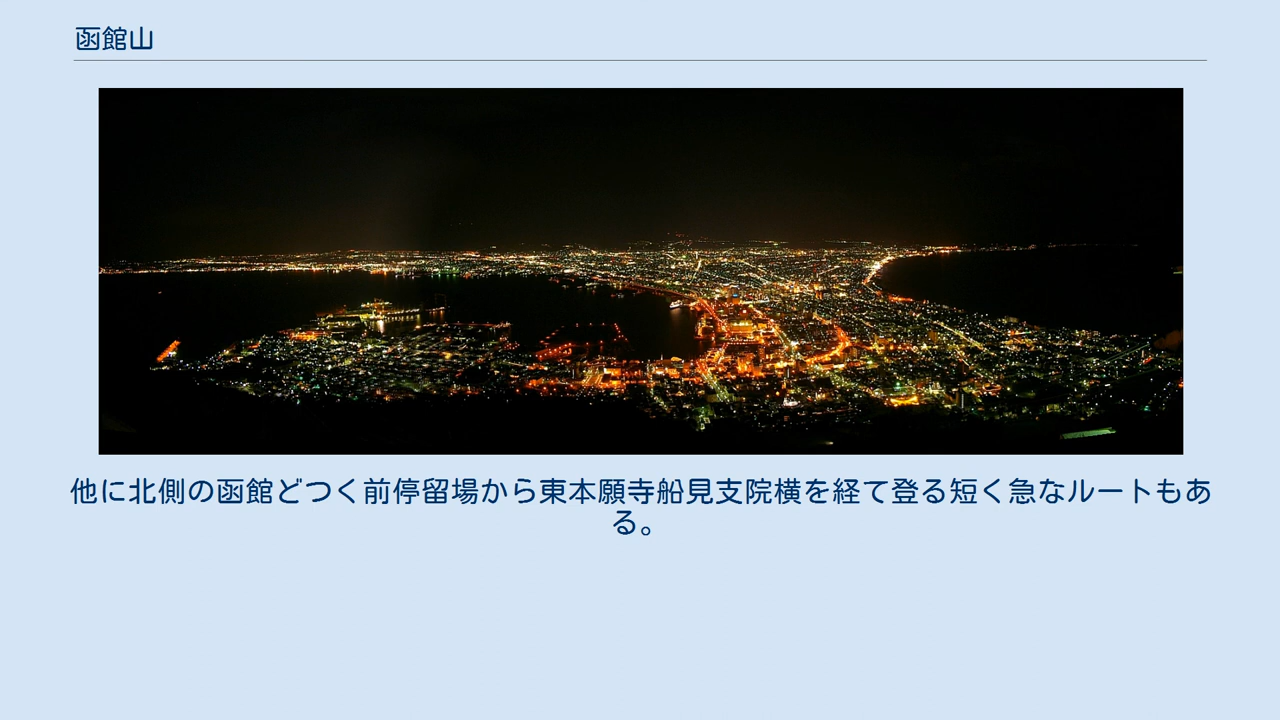 函館山
他に北側の函館どつく前停留場から東本願寺船見支院横を経て登る短く急なルートもあ
る。